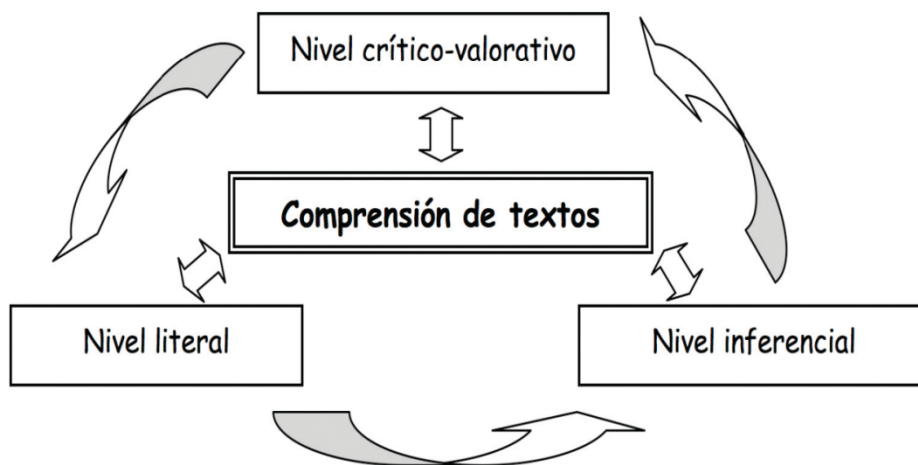 Nivel crítico-valorativo
Comprensión de textos
Nivel literal
Nivel inferencial